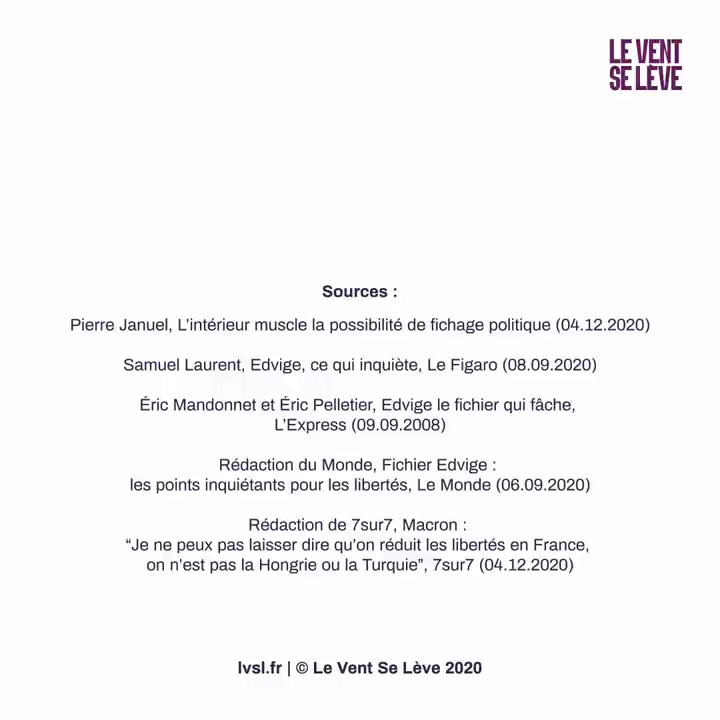 LE VENT
SE LÈVE
Sources :
Pierre Januel, L’intérieur muscle la possibilité de fichage politique (04.12.2020)
Samuel Laurent, Edvige, ce qui inquiète, Le Figaro (08.09.2020)
Éric Mandonnet et Éric Pelletier, Edvige le fichier qui fâche,
L’Express (09.09.2008)
Rédaction du Monde, Fichier Edvige :
les points inquiétants pour les libertés, Le Monde (06.09.2020)
Rédaction de 7sur7, Macron :
“Je ne peux pas laisser dire qu’on réduit les libertés en France,
on n’est pas la Hongrie ou la Turquie”, 7sur7 (04.12.2020)
lvsl.fr | © Le Vent Se Lève 2020